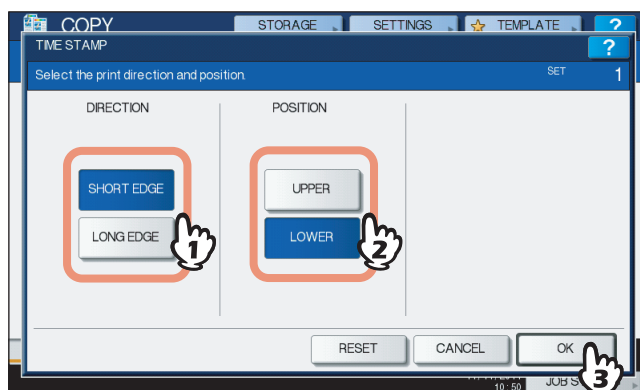 COPY STORAGE SETTINGS TEMPLATE ?
TIME STAMP ?
Select the print direction and position. SET 1
DIRECTION POSITION
SHORT EDGE UPPER
LONG EDGE LOWER
1 2
RESET CANCEL OK
3
10:50 JOB S